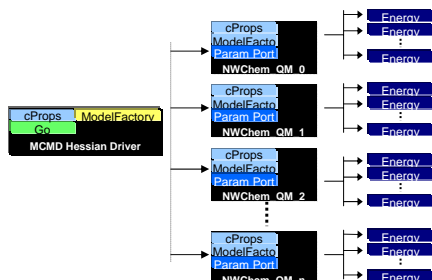 cProps ModelFactory
Go
MCMD Hessian Driver
cProps
ModelFacto
Param Port
NWChem_QM_0
cProps
ModelFacto
Param Port
NWChem_QM_1
cProps
ModelFacto
Param Port
NWChem_QM_2
cProps
ModelFacto
Param Port
NWChem_QM_n
Energy
Energy
Energy
Energy
Energy
Energy
Energy
Energy
Energy
Energy
Energy
Energy